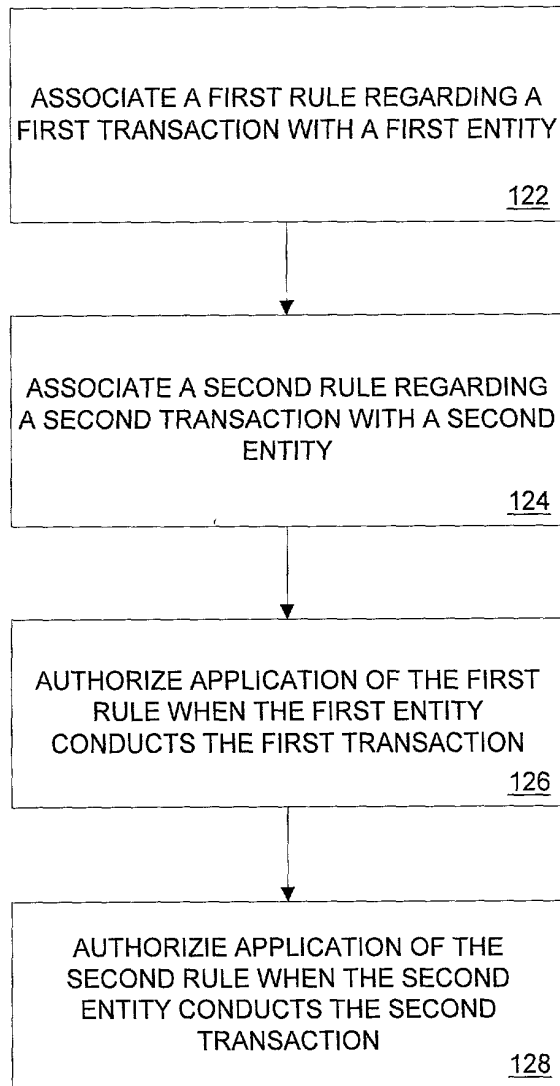 ASSOCIATE A FIRST RULE REGARDING A
FIRST TRANSACTION WITH A FIRST ENTITY
122
ASSOCIATE A SECOND RULE REGARDING
A SECOND TRANSACTION WITH A SECOND
ENTITY
124
AUTHORIZE APPLICATION OF THE FIRST
RULE WHEN THE FIRST ENTITY
CONDUCTS THE FIRST TRANSACTION
126
AUTHORIZIE APPLICATION OF THE
SECOND RULE WHEN THE SECOND
ENTITY CONDUCTS THE SECOND
TRANSACTION
128